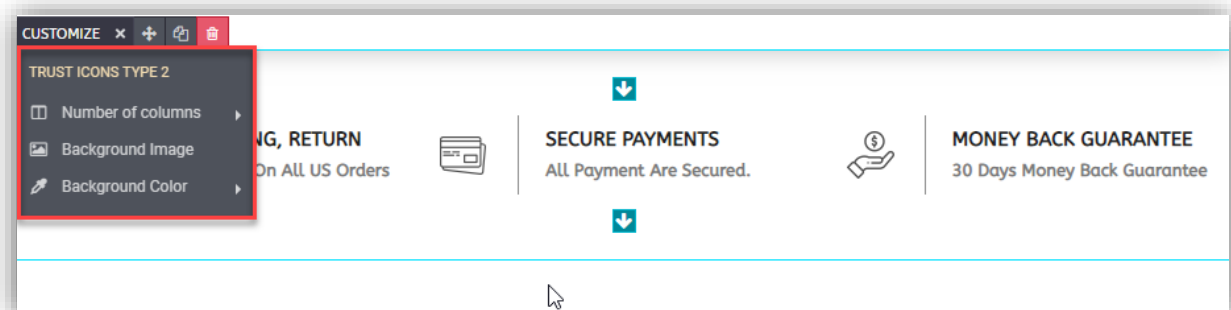 CUSTOMIZE
TRUST ICONS TYPE 2
Number of columns
Background Image
Background Color
NG, RETURN
On All US Orders
SECURE PAYMENTS
All Payment Are Secured.
MONEY BACK GUARANTEE
30 Days Money Back Guarantee